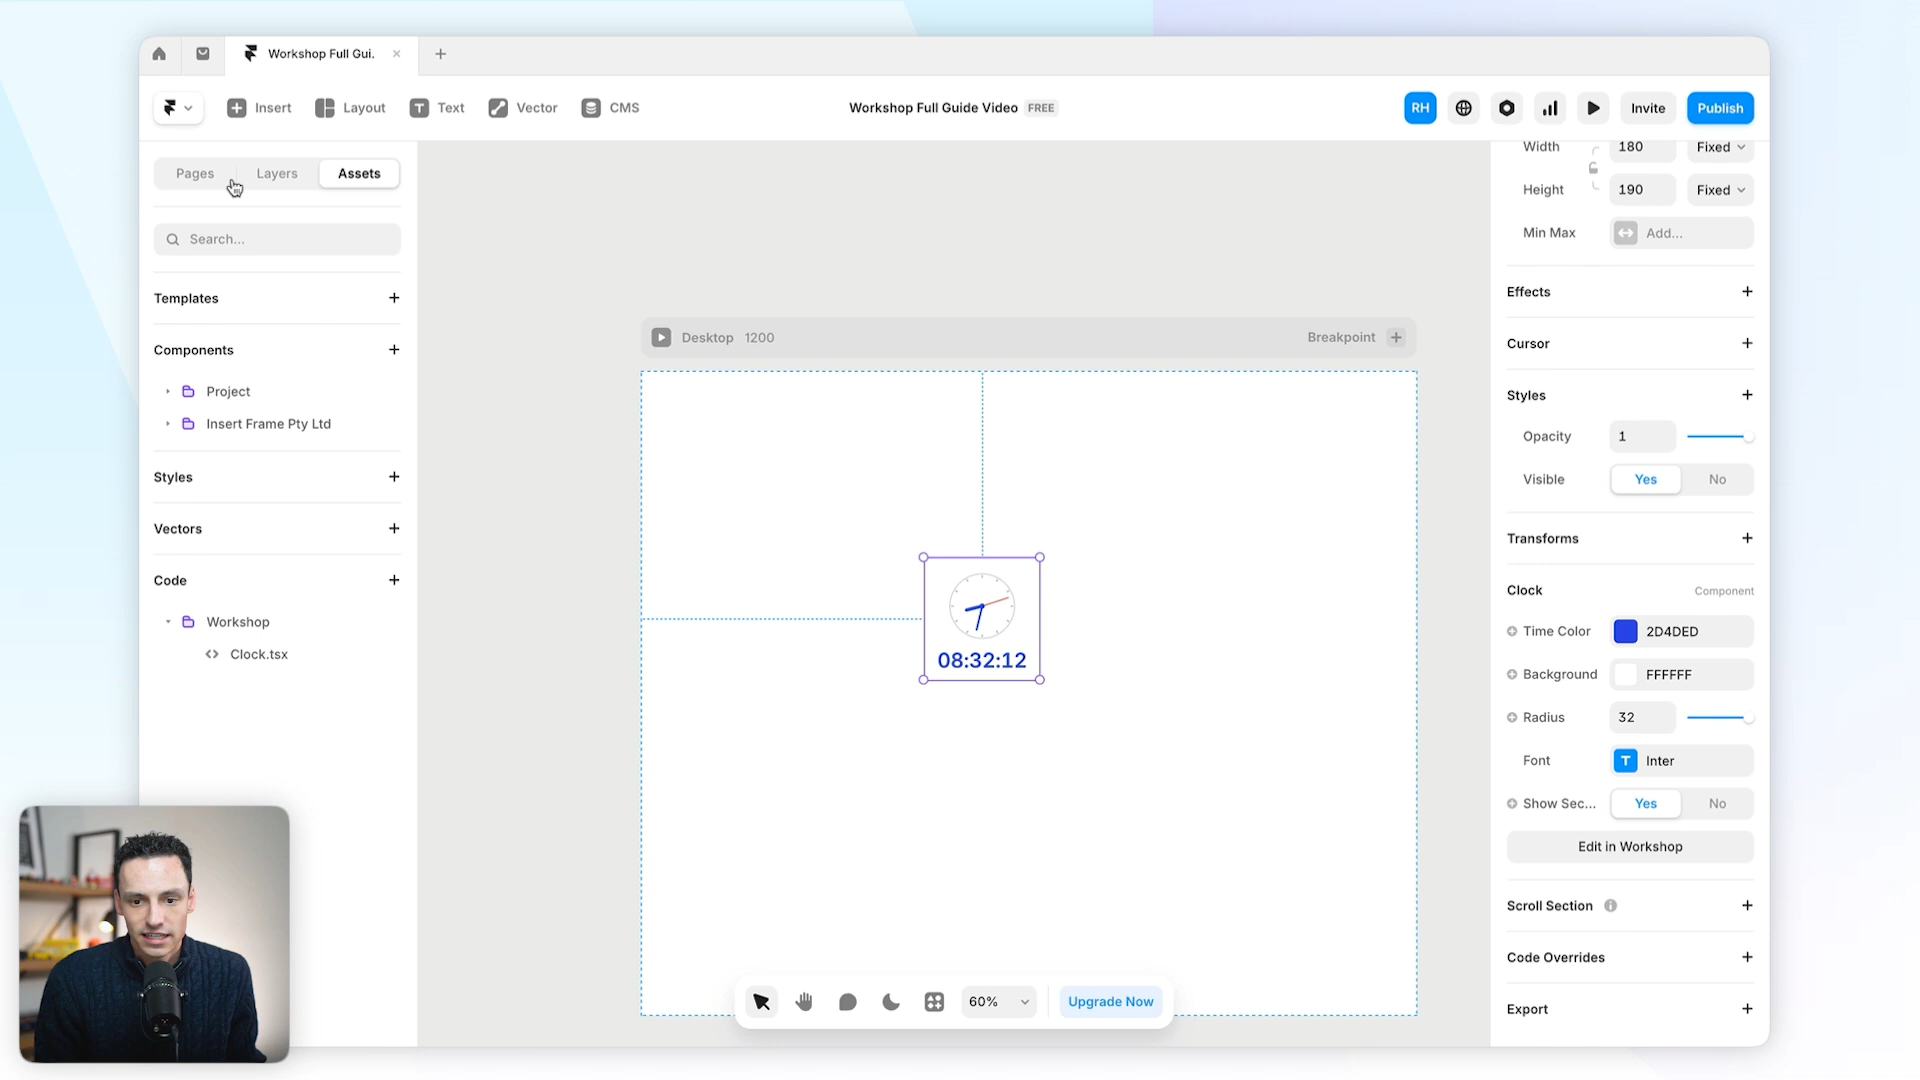 Workshop Full Gui.
Insert
Layout
Text
Vector
CMS
Workshop Full Guide Video FREE
RH
Invite
Publish
Pages
Layers
Assets
Search...
Templates
Components
Project
Insert Frame Pty Ltd
Styles
Vectors
Code
Workshop
Clock.tsx
Desktop 1200
Breakpoint
08:32:12
60%
Upgrade Now
Width 180 Fixed
Height 190 Fixed
Min Max Add...
Effects
Cursor
Styles
Opacity 1
Visible Yes No
Transforms
Clock Component
Time Color 2D4DED
Background FFFFFF
Radius 32
Font T Inter
Show Sec... Yes No
Edit in Workshop
Scroll Section
Code Overrides
Export